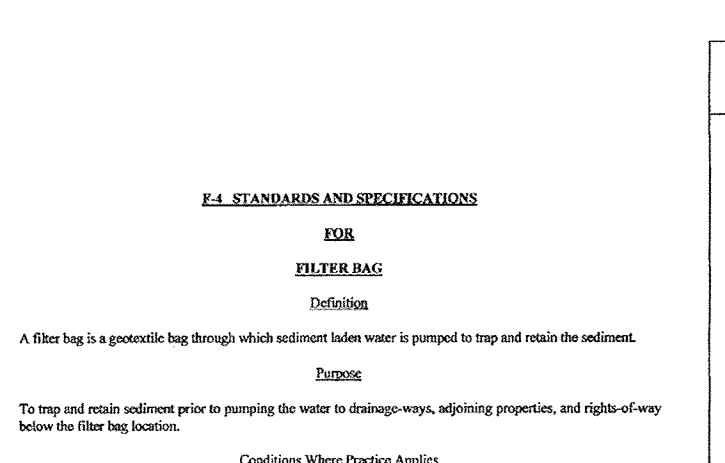 F-4 STANDARDS AND SPECIFICATIONS
FOR
FILTER BAG
Definition
A filter bag is a geotextile bag through which sediment laden water is pumped to trap and retain the sediment.
Purpose
To trap and retain sediment prior to pumping the water to drainage-ways, adjoining properties, and rights-of-way
below the filter bag location.
Conditions Where Practice Applies